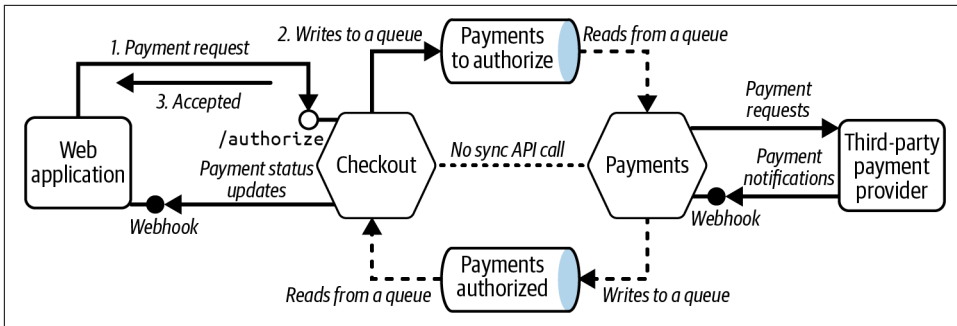 1. Payment request
2. Writes to a queue
Payments
to authorize
Reads from a queue
3. Accepted
/authorize
Web
application
Checkout
No sync API call
Payments
Payment
requests
Third-party
payment
provider
Payment status
updates
Payment
notifications
Webhook
Webhook
Reads from a queue
Payments
authorized
Writes to a queue